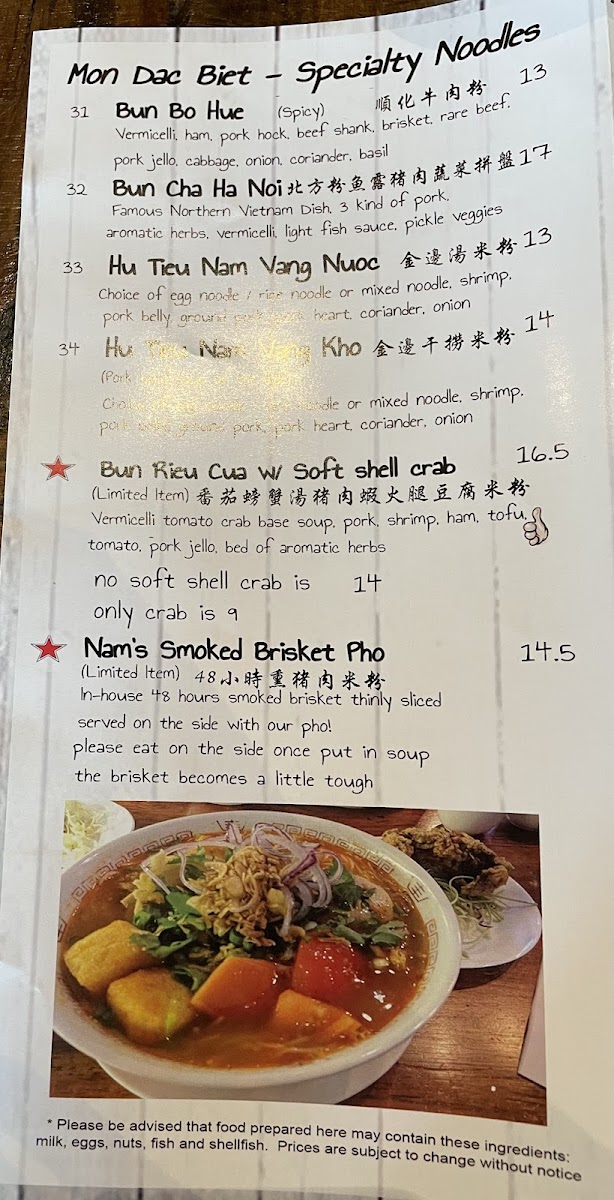 Mon Dac Biet - Specialty Noodles
31 Bun Bo Hue (Spicy) 順化牛肉粉 13
Vermicelli, ham, pork hock, beef shank, brisket, rare beef,
pork jello, cabbage, onion, coriander, basil
32 Bun Cha Ha Noi 北方粉魚露豬肉蔬菜拼盤 17
Famous Northern Vietnam Dish, 3 kind of pork,
aromatic herbs, vermicelli, light fish sauce, pickle veggies
33 Hu Tieu Nam Vang Nuoc 金邊湯米粉 13
Choice of egg noodle / rice noodle or mixed noodle, shrimp,
pork belly, ground pork, pork heart, coriander, onion
34 Hu Tieu Nam Vang Kho 金邊干撈米粉 14
(Pork
noodle or mixed noodle, shrimp,
pork belly, ground pork, pork heart, coriander, onion
Bun Rieu Cua w/ Soft shell crab 16.5
(Limited Item) 番茄螃蟹湯豬肉蝦火腿豆腐米粉
Vermicelli tomato crab base soup, pork, shrimp, ham, tofu,
tomato, pork jello, bed of aromatic herbs
no soft shell crab is 14
only crab is 9
Nam's Smoked Brisket Pho 14.5
(Limited Item) 48小時熏豬肉米粉
In-house 48 hours smoked brisket thinly sliced
served on the side with our pho!
please eat on the side once put in soup
the brisket becomes a little tough
* Please be advised that food prepared here may contain these ingredients:
milk, eggs, nuts, fish and shellfish. Prices are subject to change without notice